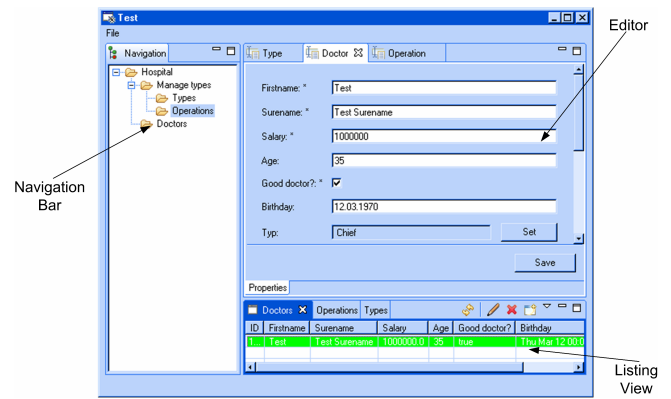 Test
File
Navigation
Hospital
Manage types
Types
Operations
Doctors
Type
Doctor
Operation
Firstname: *
Test
Surename: *
Test Surename
Salary: *
1000000
Age:
35
Good doctor?: *
Birthday:
12.03.1970
Typ:
Chief
Set
Save
Properties
Doctors Operations Types
ID Firstname Surename Salary Age Good doctor? Birthday
1... Test Test Surename 1000000.0 35 true Thu Mar 12 00:0
Editor
Navigation
Bar
Listing
View